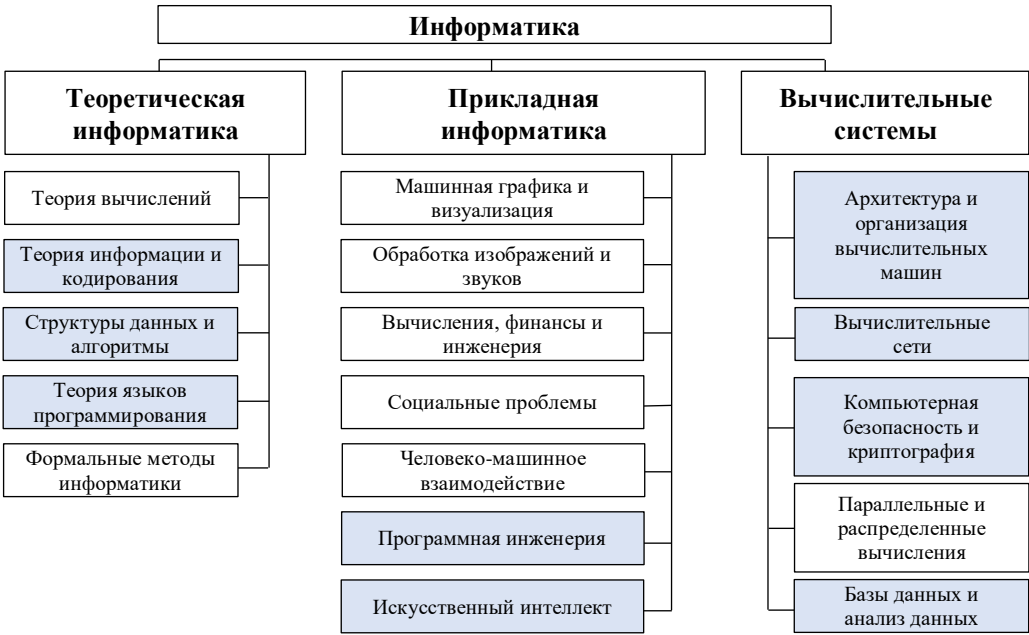 Информатика
Теоретическая
информатика
Теория вычислений
Теория информации и
кодирования
Структуры данных и
алгоритмы
Теория языков
программирования
Формальные методы
информатики
Прикладная
информатика
Машинная графика и
визуализация
Обработка изображений и
звуков
Вычисления, финансы и
инженерия
Социальные проблемы
Человеко-машинное
взаимодействие
Программная инженерия
Искусственный интеллект
Вычислительные
системы
Архитектура и
организация
вычислительных
машин
Вычислительные
сети
Компьютерная
безопасность и
криптография
Параллельные и
распределенные
вычисления
Базы данных и
анализ данных